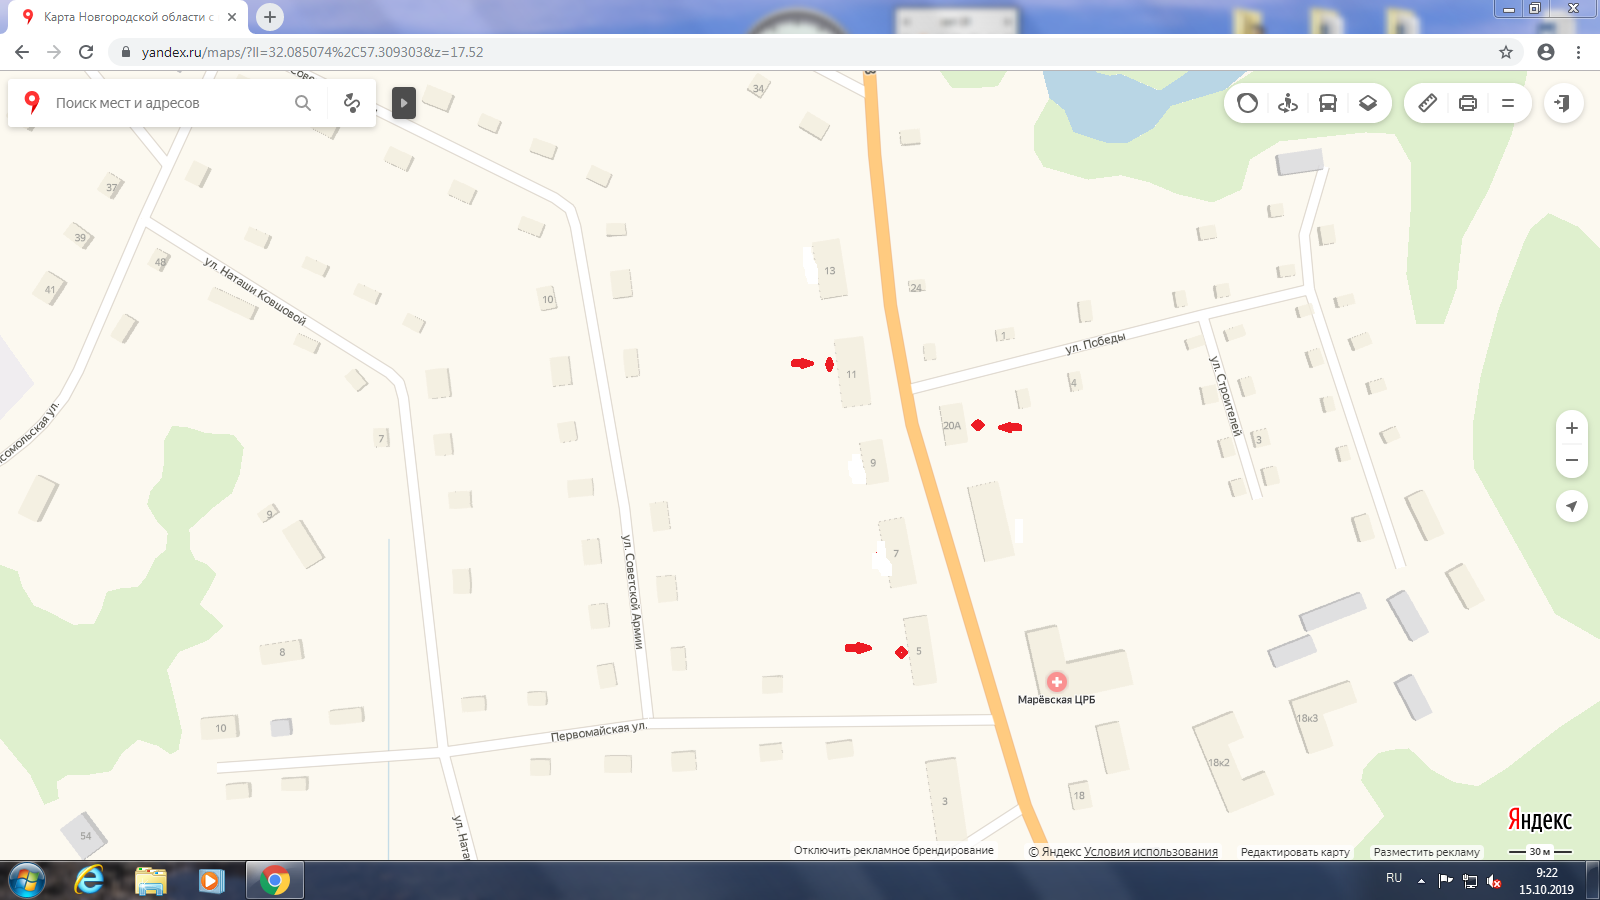 Карта Новгородской области с
yandex.ru/maps/?ll=32.085074%2C57.309303&z=17.52
Поиск мест и адресов
34
37
39
48
41
ул. Наташи Ковшовой
10
13
24
1
ул. Победы
11
4
ул. Строителей
20А
3
7
9
9
7
ул. Советской Армии
5
8
Марёвская ЦРБ
10
Первомайская ул.
18к3
18к2
3
18
54
ул. Ната
Яндекс
Отключить рекламное брендирование
© Яндекс Условия использования
Редактировать карту
Разместить рекламу
30 м
RU
9:22
15.10.2019